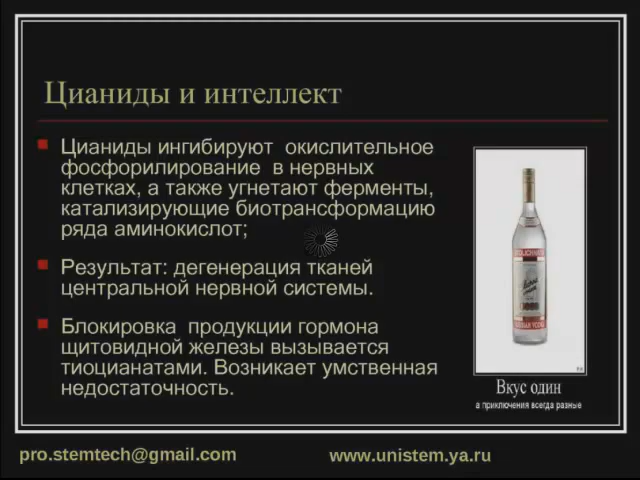 Цианиды и интеллект
Цианиды ингибируют окислительное
фосфорилирование в нервных
клетках, а также угнетают ферменты,
катализирующие биотрансформацию
ряда аминокислот;
Результат: дегенерация тканей
центральной нервной системы.
Блокировка продукции гормона
щитовидной железы вызывается
тиоцианатами. Возникает умственная
недостаточность.
Вкус один
а приключения всегда разные
pro.stemtech@gmail.com
www.unistem.ya.ru